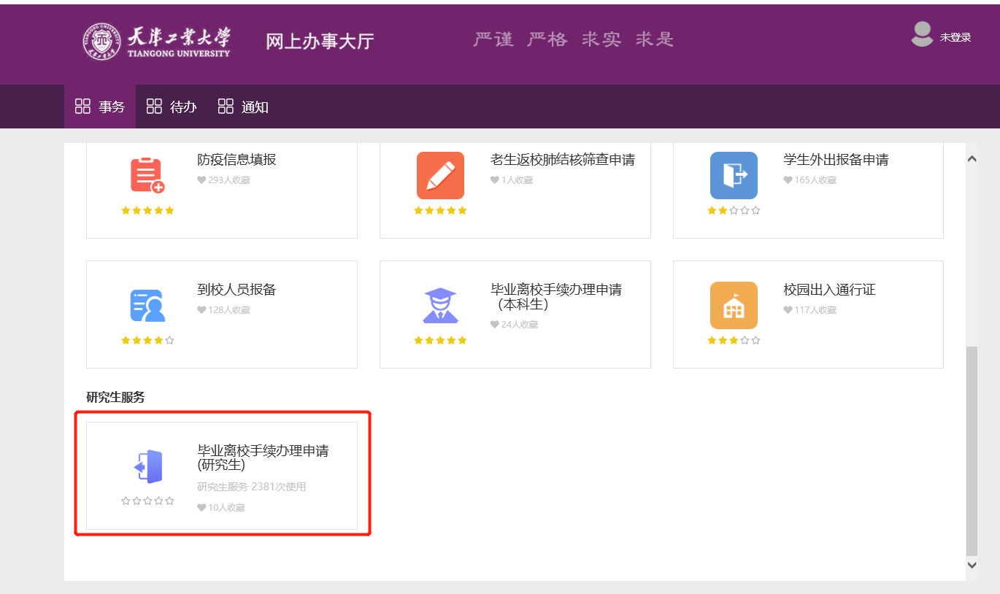 天津工业大学
TIANGONG UNIVERSITY
网上办事大厅
严谨 严格 求实 求是
未登录
事务
待办
通知
防疫信息填报
293人收藏
老生返校肺结核筛查申请
1人收藏
学生外出报备申请
165人收藏
到校人员报备
128人收藏
毕业离校手续办理申请
（本科生）
24人收藏
校园出入通行证
117人收藏
研究生服务
毕业离校手续办理申请
(研究生)
研究生服务 2381次使用
10人收藏